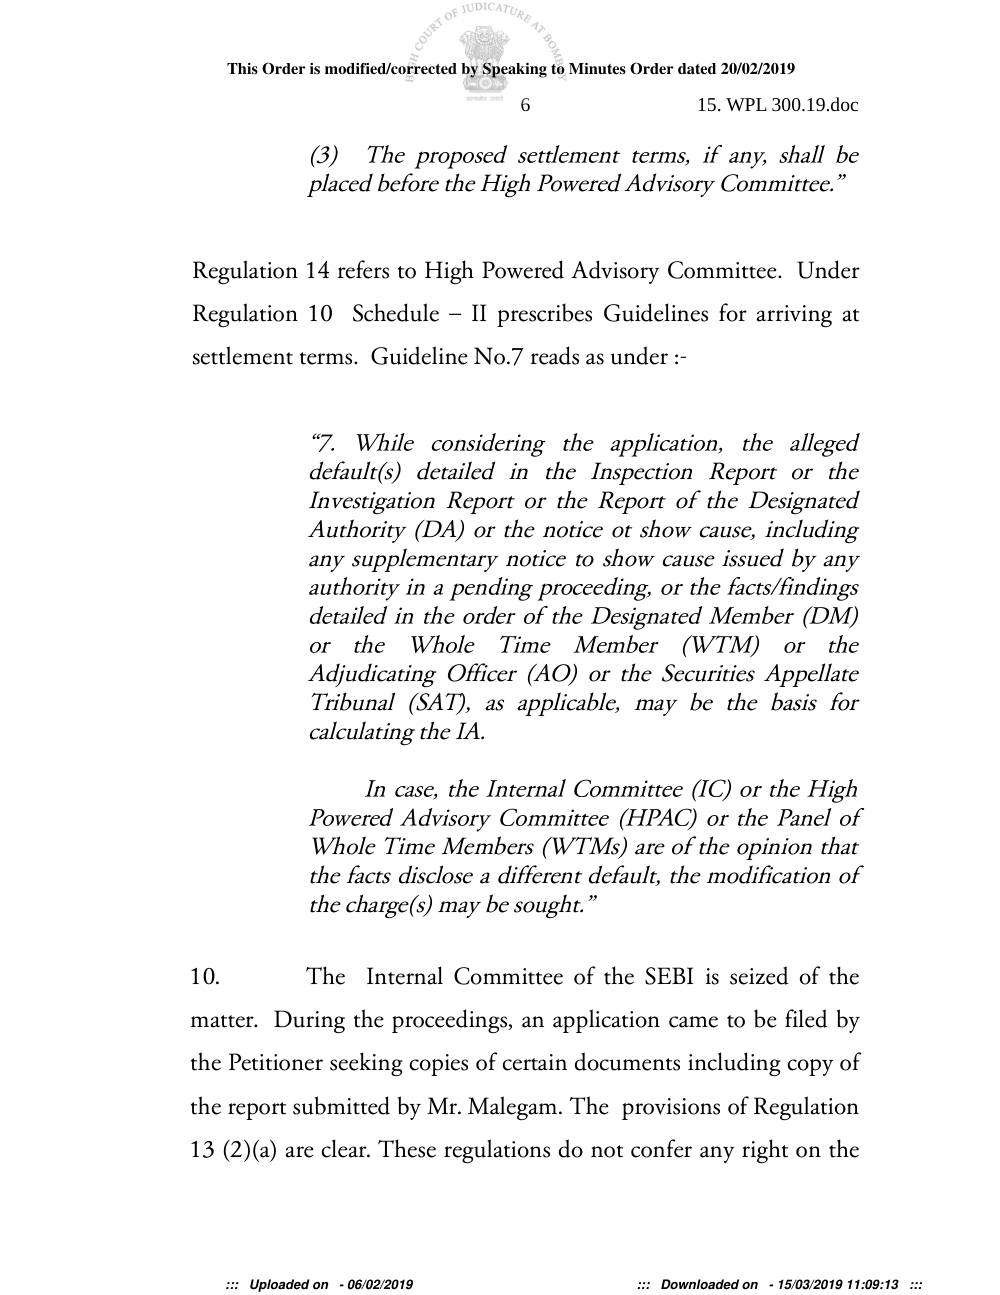 HIGH COURT OF JUDICATURE AT BOMBAY
This Order is modified/corrected by Speaking to Minutes Order dated 20/02/2019
6 15. WPL 300.19.doc
(3) The proposed settlement terms, if any, shall be
placed before the High Powered Advisory Committee.”
Regulation 14 refers to High Powered Advisory Committee. Under
Regulation 10 Schedule – II prescribes Guidelines for arriving at
settlement terms. Guideline No.7 reads as under :-
“7. While considering the application, the alleged
default(s) detailed in the Inspection Report or the
Investigation Report or the Report of the Designated
Authority (DA) or the notice ot show cause, including
any supplementary notice to show cause issued by any
authority in a pending proceeding, or the facts/findings
detailed in the order of the Designated Member (DM)
or the Whole Time Member (WTM) or the
Adjudicating Officer (AO) or the Securities Appellate
Tribunal (SAT), as applicable, may be the basis for
calculating the IA.
In case, the Internal Committee (IC) or the High
Powered Advisory Committee (HPAC) or the Panel of
Whole Time Members (WTMs) are of the opinion that
the facts disclose a different default, the modification of
the charge(s) may be sought.”
10. The Internal Committee of the SEBI is seized of the
matter. During the proceedings, an application came to be filed by
the Petitioner seeking copies of certain documents including copy of
the report submitted by Mr. Malegam. The provisions of Regulation
13 (2)(a) are clear. These regulations do not confer any right on the
::: Uploaded on - 06/02/2019 ::: Downloaded on - 15/03/2019 11:09:13 :::